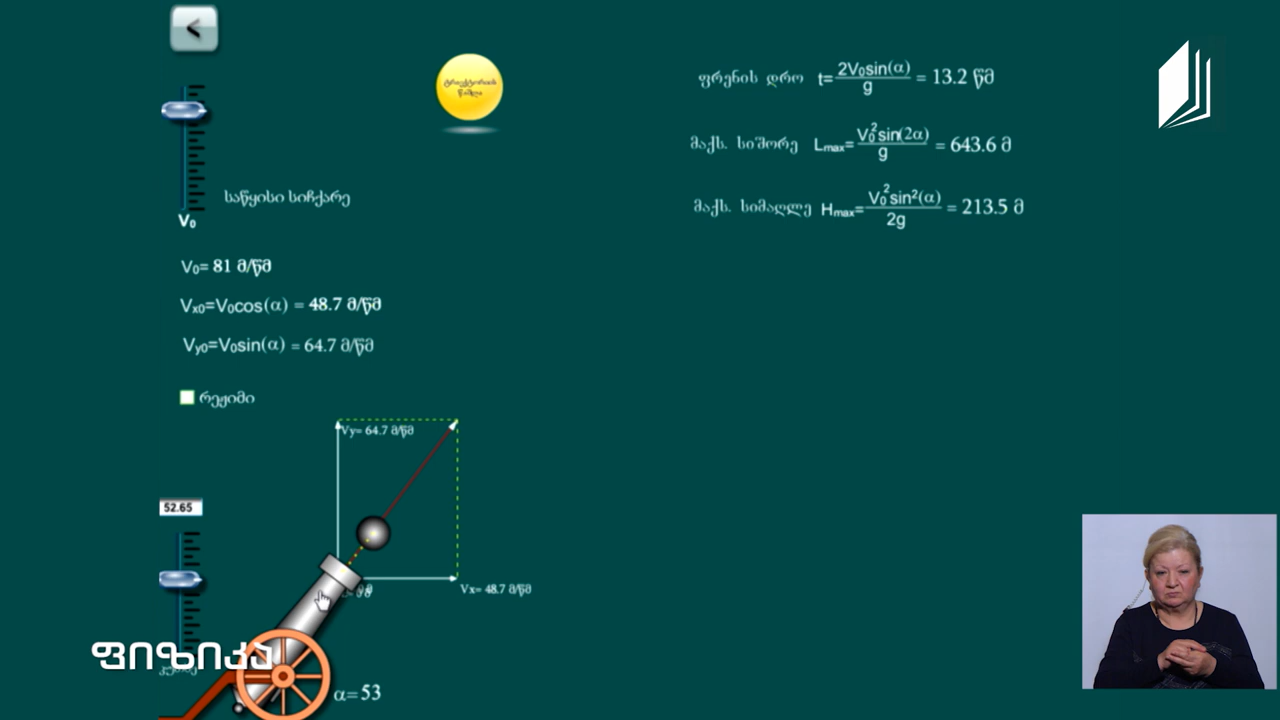 <
ტრაექტორიის
წაშლა
ფრენის დრო t=2V₀sin(α)/g = 13.2 წმ
მაქს. სიშორე Lmax=V₀²sin(2α)/g = 643.6 მ
მაქს. სიმაღლე Hmax=V₀²sin²(α)/2g = 213.5 მ
საწყისი სიჩქარე
V₀
V₀= 81 მ/წმ
Vx0=V₀cos(α) = 48.7 მ/წმ
Vy0=V₀sin(α) = 64.7 მ/წმ
რეჟიმი
Vy= 64.7 მ/წმ
52.65
Vx= 48.7 მ/წმ
ფიზიკა
α=53